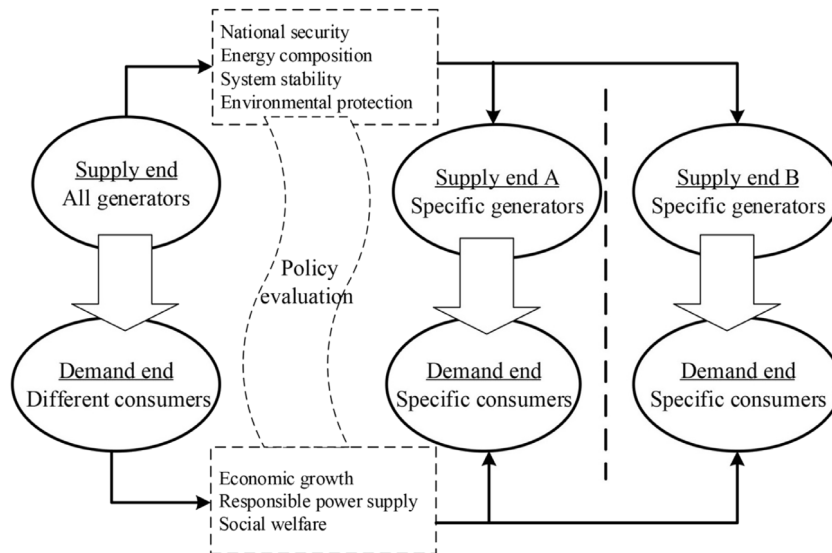 National security
Energy composition
System stability
Environmental protection
Supply end
All generators
Supply end A
Specific generators
Supply end B
Specific generators
Policy
evaluation
Demand end
Different consumers
Demand end
Specific consumers
Demand end
Specific consumers
Economic growth
Responsible power supply
Social welfare